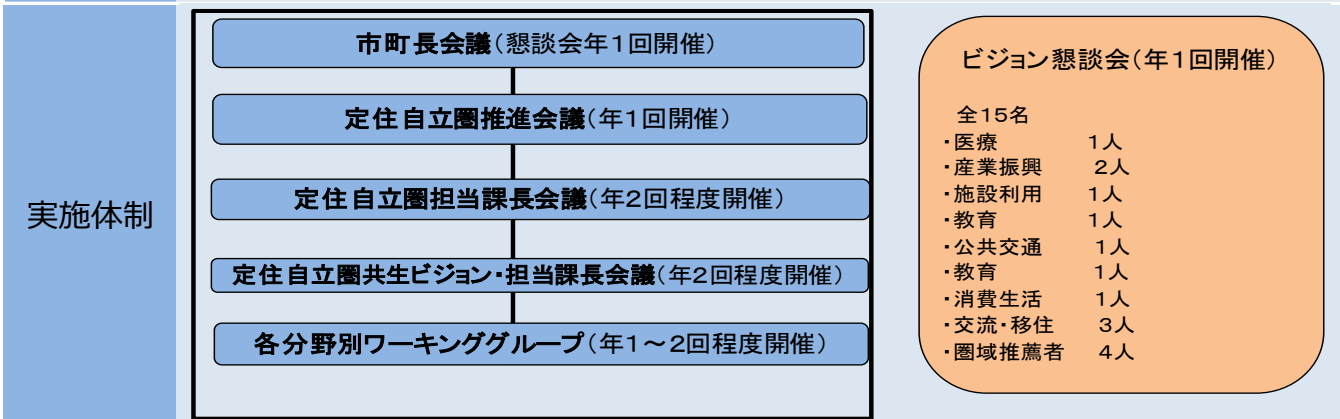 実施体制
市町長会議(懇談会年1回開催)
定住自立圏推進会議(年1回開催)
定住自立圏担当課長会議(年2回程度開催)
定住自立圏共生ビジョン・担当課長会議(年2回程度開催)
各分野別ワーキンググループ(年1～2回程度開催)
ビジョン懇談会(年1回開催)
全15名
・医療 1人
・産業振興 2人
・施設利用 1人
・教育 1人
・公共交通 1人
・教育 1人
・消費生活 1人
・交流・移住 3人
・圏域推薦者 4人